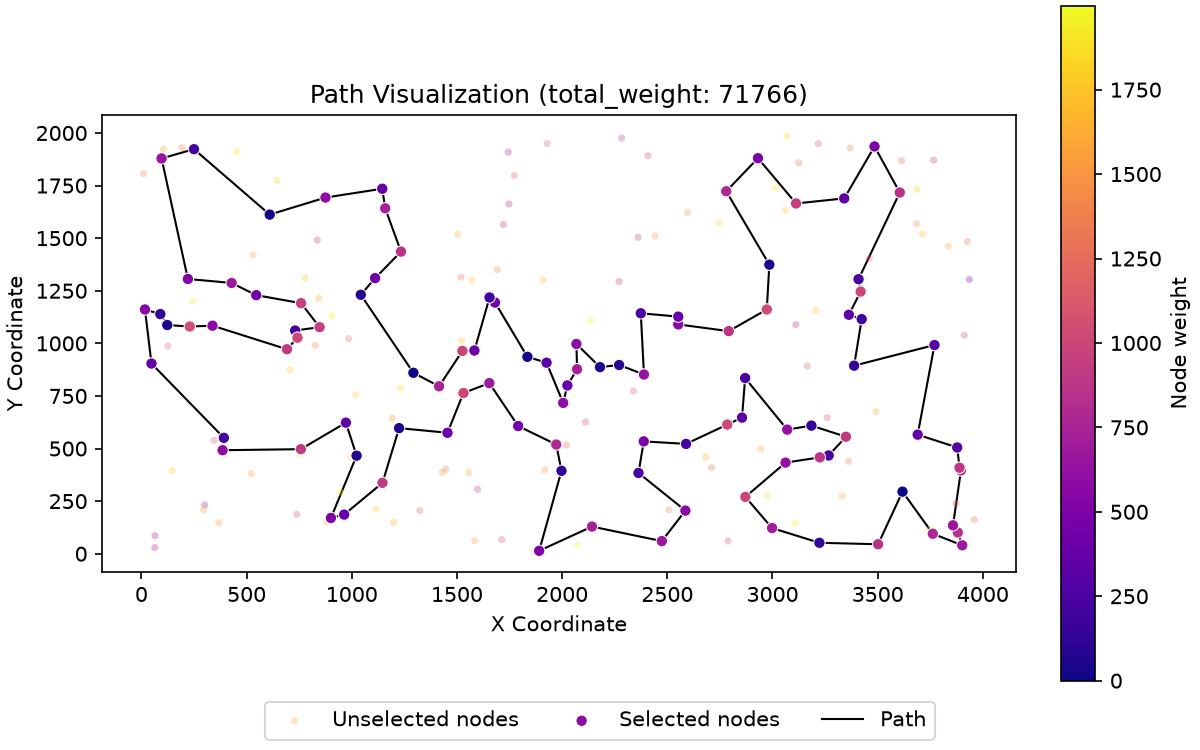 Path Visualization (total_weight: 71766)
2000
1750
1500
1250
1000
750
500
250
0
Y Coordinate
0 500 1000 1500 2000 2500 3000 3500 4000
X Coordinate
1750
1500
1250
1000
750
500
250
0
Node weight
Unselected nodes Selected nodes Path